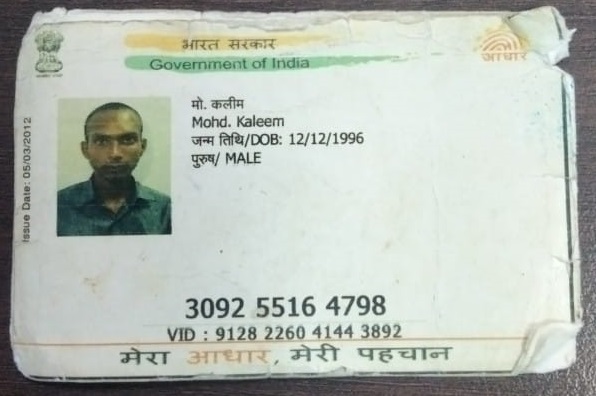 भारत सरकार
Government of India
आधार
Issue Date: 05/03/2012
मो. कलीम
Mohd. Kaleem
जन्म तिथि/DOB: 12/12/1996
पुरुष/ MALE
3092 5516 4798
VID : 9128 2260 4144 3892
मेरा आधार, मेरी पहचान